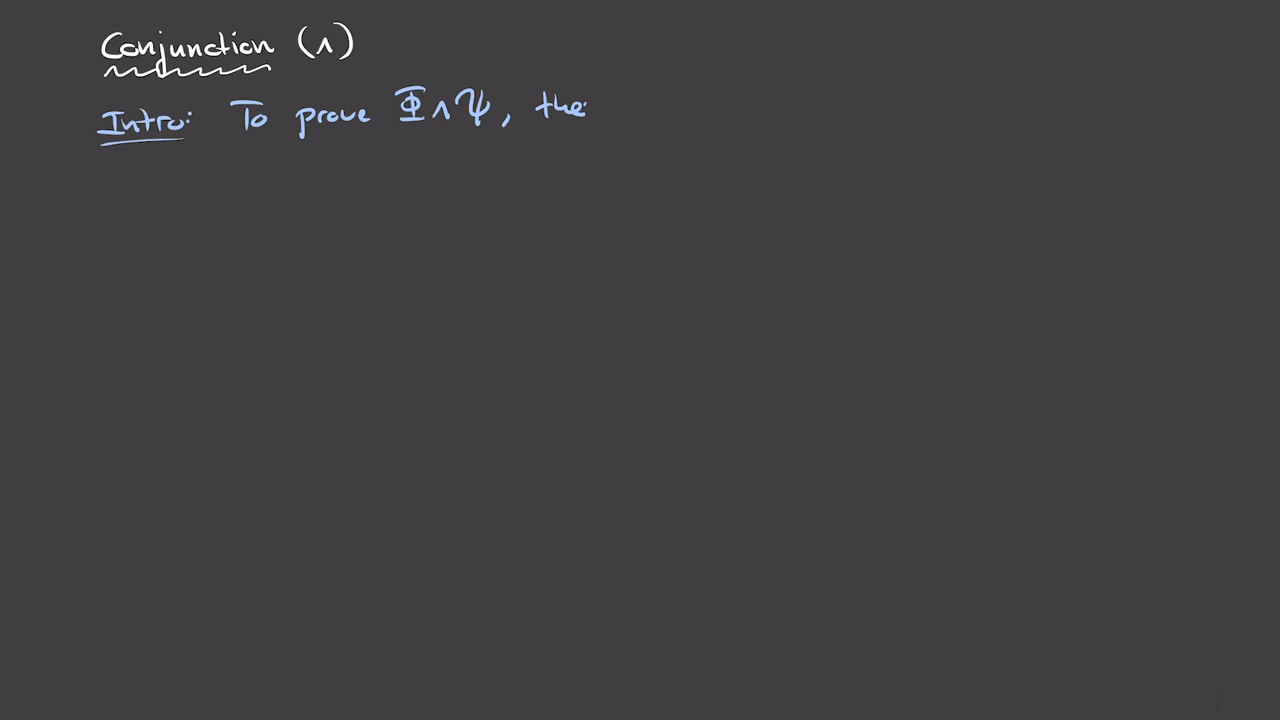 Conjunction (∧)
Intro: To prove Φ∧Ψ, the